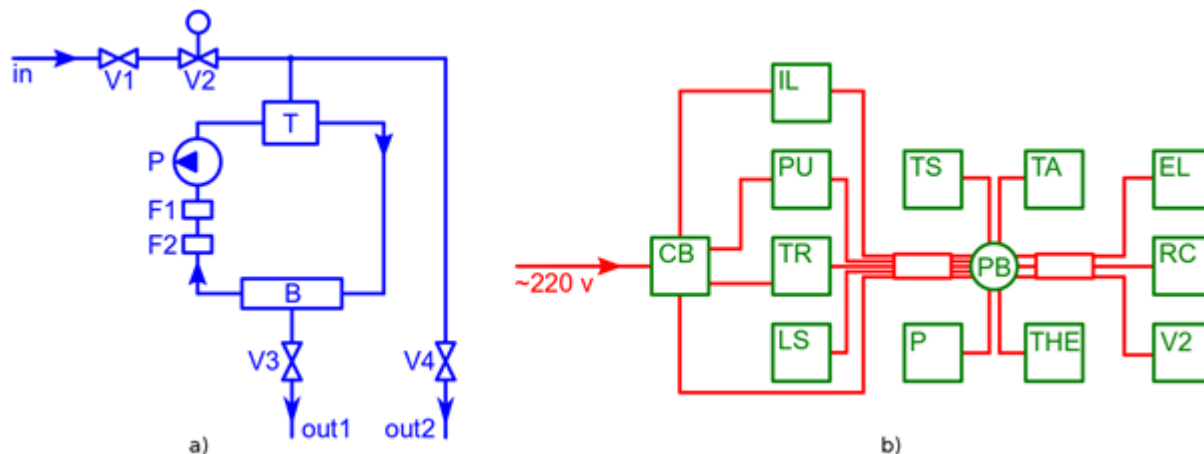 in
V1
V2
T
P
F1
F2
B
V3
V4
out1
out2
a)
~220 v
CB
IL
PU
TR
LS
TS
TA
EL
PB
RC
P
THE
V2
b)